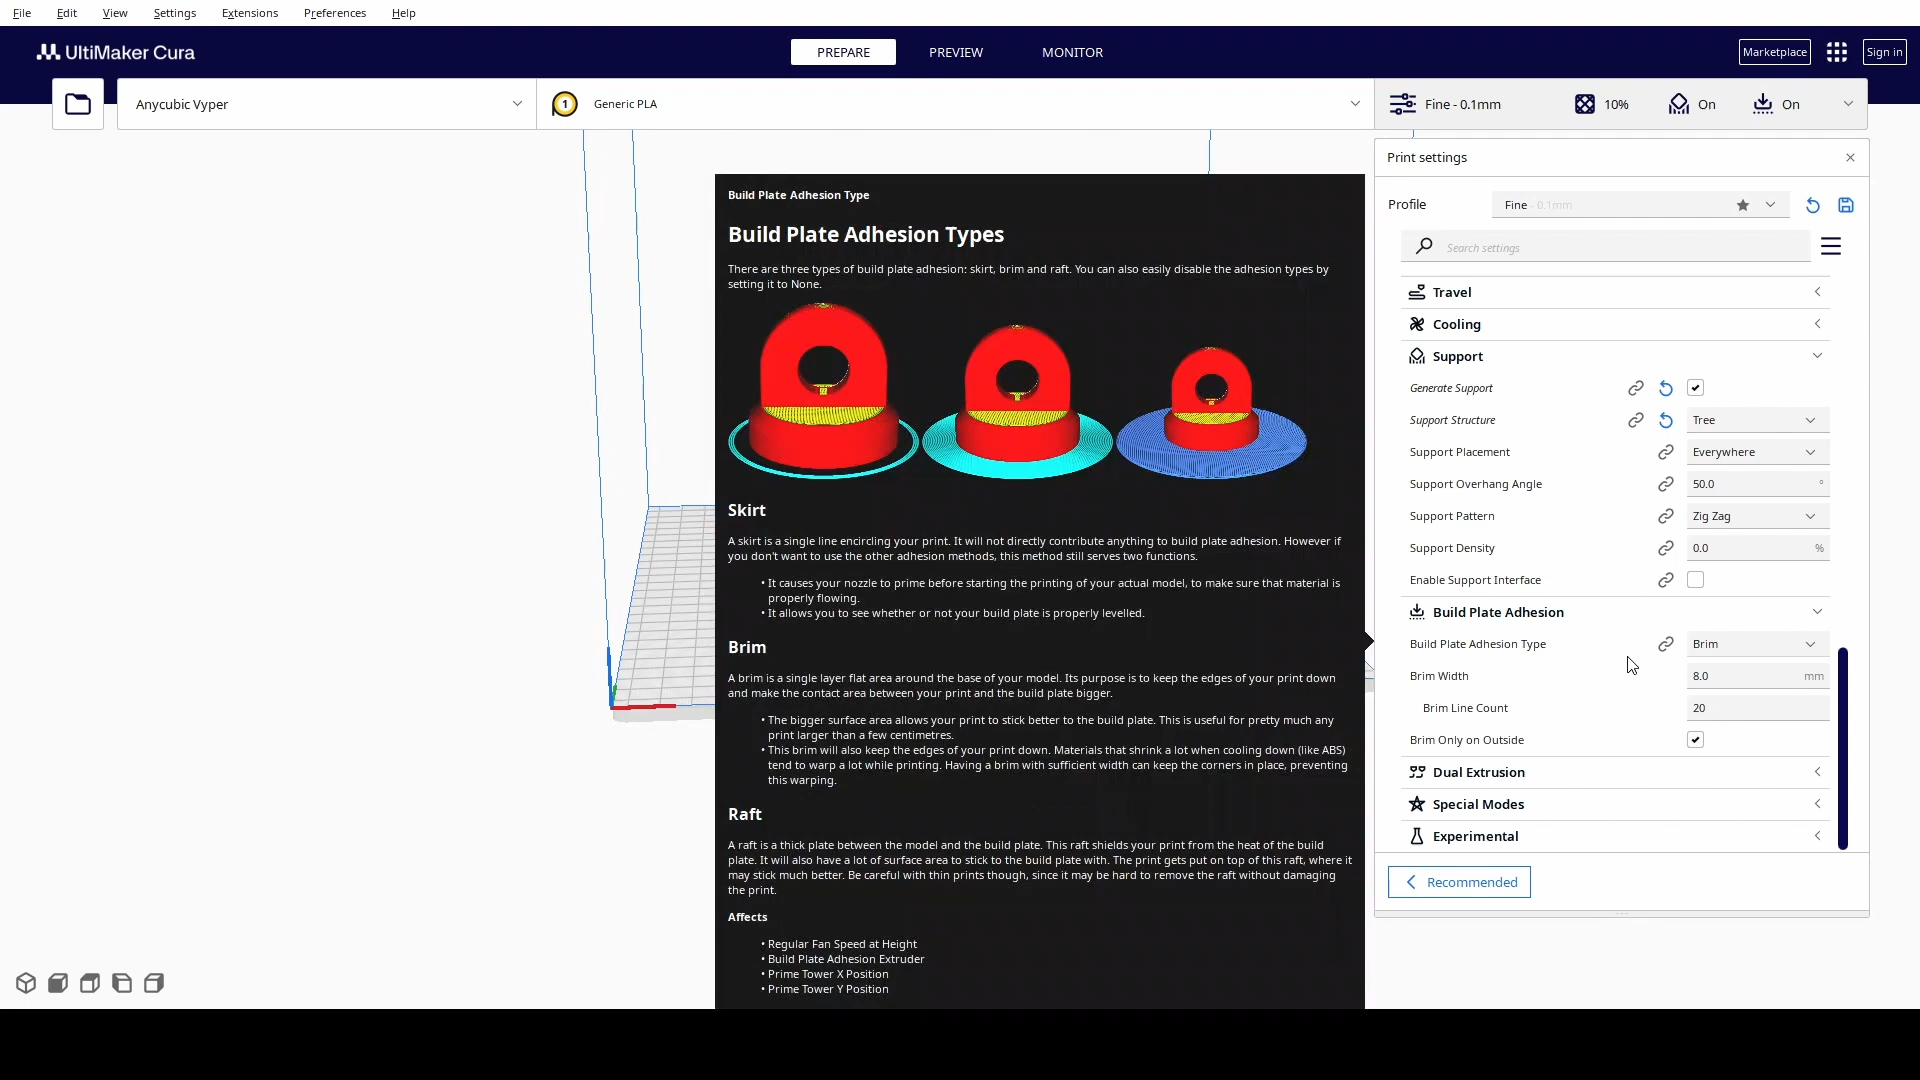 File Edit View Settings Extensions Preferences Help
UltiMaker Cura PREPARE PREVIEW MONITOR Marketplace Sign in
Anycubic Vyper 1 Generic PLA Fine - 0.1mm 10% On On
Print settings
Profile Fine - 0.1mm
Search settings
Travel
Cooling
Support
Generate Support
Support Structure Tree
Support Placement Everywhere
Support Overhang Angle 50.0 °
Support Pattern Zig Zag
Support Density 0.0 %
Enable Support Interface
Build Plate Adhesion
Build Plate Adhesion Type Brim
Brim Width 8.0 mm
Brim Line Count 20
Brim Only on Outside
Dual Extrusion
Special Modes
Experimental
Recommended
Build Plate Adhesion Type
Build Plate Adhesion Types
There are three types of build plate adhesion: skirt, brim and raft. You can also easily disable the adhesion types by
setting it to None.
Skirt
A skirt is a single line encircling your print. It will not directly contribute anything to build plate adhesion. However if
you don't want to use the other adhesion methods, this method still serves two functions.
• It causes your nozzle to prime before starting the printing of your actual model, to make sure that material is
properly flowing.
• It allows you to see whether or not your build plate is properly levelled.
Brim
A brim is a single layer flat area around the base of your model. Its purpose is to keep the edges of your print down
and make the contact area between your print and the build plate bigger.
• The bigger surface area allows your print to stick better to the build plate. This is useful for pretty much any
print larger than a few centimetres.
• This brim will also keep the edges of your print down. Materials that shrink a lot when cooling down (like ABS)
tend to warp a lot while printing. Having a brim with sufficient width can keep the corners in place, preventing
this warping.
Raft
A raft is a thick plate between the model and the build plate. This raft shields your print from the heat of the build
plate. It will also have a lot of surface area to stick to the build plate with. The print gets put on top of this raft, where it
may stick much better. Be careful with thin prints though, since it may be hard to remove the raft without damaging
the print.
Affects
• Regular Fan Speed at Height
• Build Plate Adhesion Extruder
• Prime Tower X Position
• Prime Tower Y Position